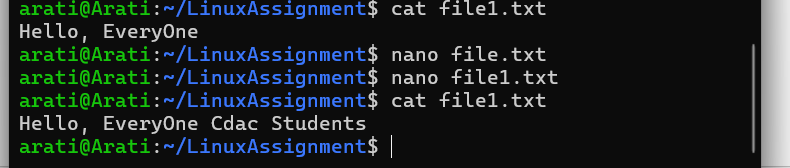 arati@Arati:~/LinuxAssignment$ cat file1.txt
Hello, EveryOne
arati@Arati:~/LinuxAssignment$ nano file.txt
arati@Arati:~/LinuxAssignment$ nano file1.txt
arati@Arati:~/LinuxAssignment$ cat file1.txt
Hello, EveryOne Cdac Students
arati@Arati:~/LinuxAssignment$